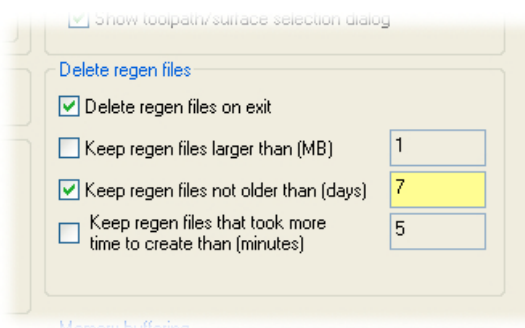 Show toolpath/surface selection dialog
Delete regen files
Delete regen files on exit
Keep regen files larger than (MB) 1
Keep regen files not older than (days) 7
Keep regen files that took more
time to create than (minutes) 5
Memory buffering